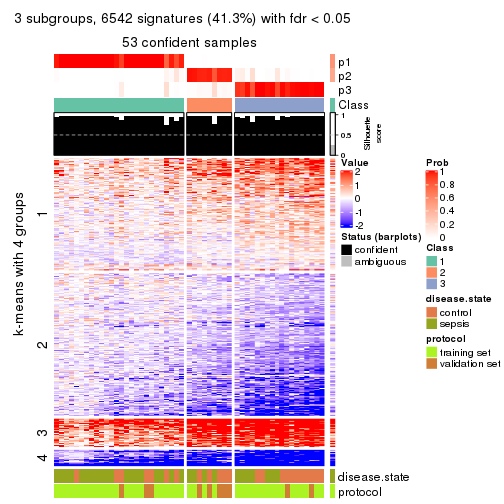 3 subgroups, 6542 signatures (41.3%) with fdr < 0.05
53 confident samples
p1
p2
p3
Class
1
0.5
0
Silhouette
score
k-means with 4 groups
1
2
3
4
Value
2
1
0
-1
-2
Status (barplots)
confident
ambiguous
Prob
1
0.8
0.6
0.4
0.2
0
Class
1
2
3
disease.state
control
sepsis
protocol
training set
validation set
disease.state
protocol